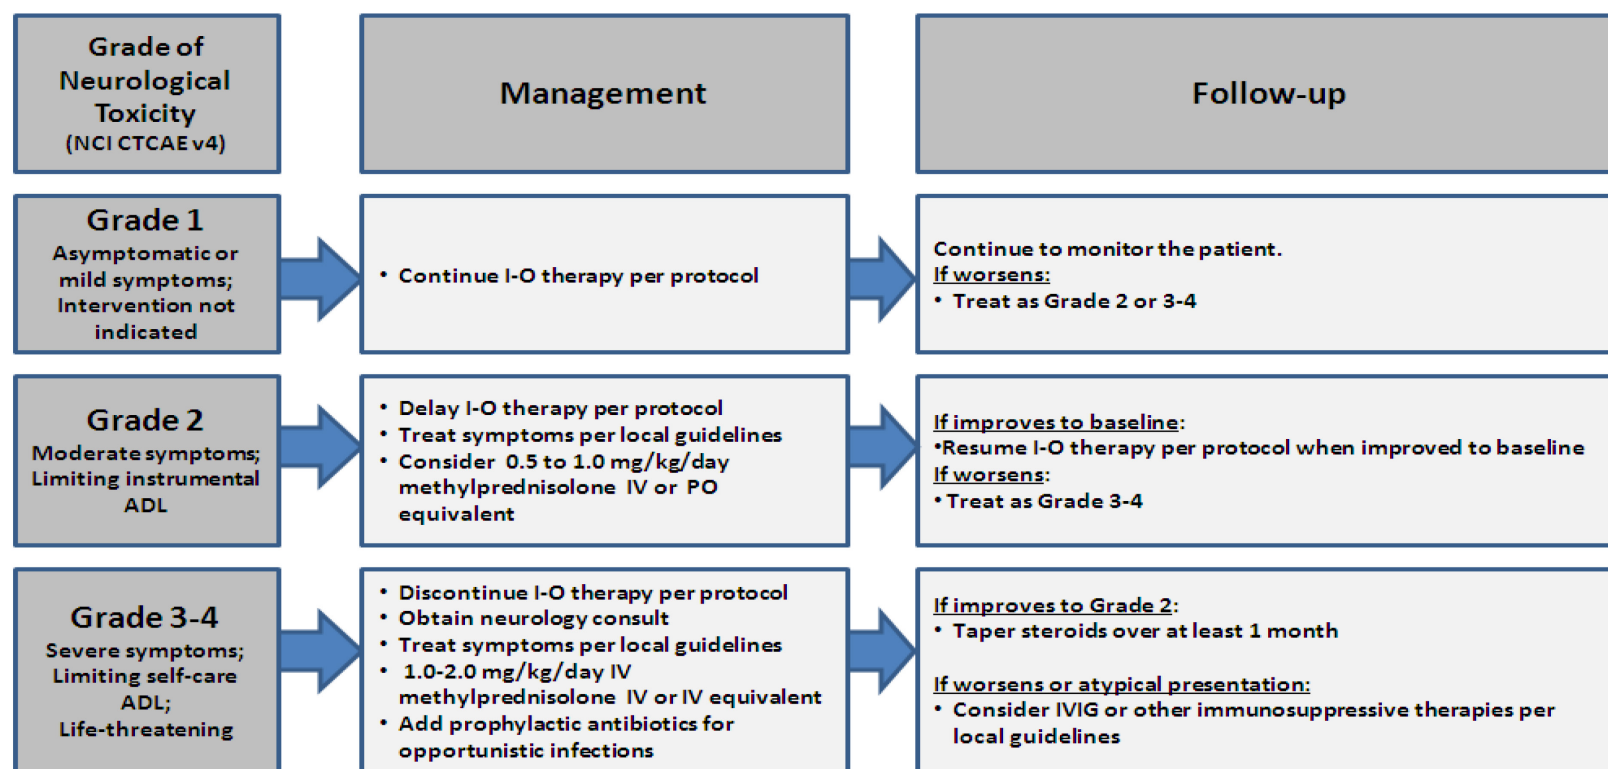 Grade of
Neurological
Toxicity
(NCI CTCAE v4)
Management
Follow-up
Grade 1
Asymptomatic or
mild symptoms;
Intervention not
indicated
• Continue I-O therapy per protocol
Continue to monitor the patient.
If worsens:
• Treat as Grade 2 or 3-4
Grade 2
Moderate symptoms;
Limiting instrumental
ADL
• Delay I-O therapy per protocol
• Treat symptoms per local guidelines
• Consider 0.5 to 1.0 mg/kg/day
methylprednisolone IV or PO
equivalent
If improves to baseline:
•Resume I-O therapy per protocol when improved to baseline
If worsens:
• Treat as Grade 3-4
Grade 3-4
Severe symptoms;
Limiting self-care
ADL;
Life-threatening
• Discontinue I-O therapy per protocol
• Obtain neurology consult
• Treat symptoms per local guidelines
• 1.0-2.0 mg/kg/day IV
methylprednisolone IV or IV equivalent
• Add prophylactic antibiotics for
opportunistic infections
If improves to Grade 2:
• Taper steroids over at least 1 month
If worsens or atypical presentation:
• Consider IVIG or other immunosuppressive therapies per
local guidelines